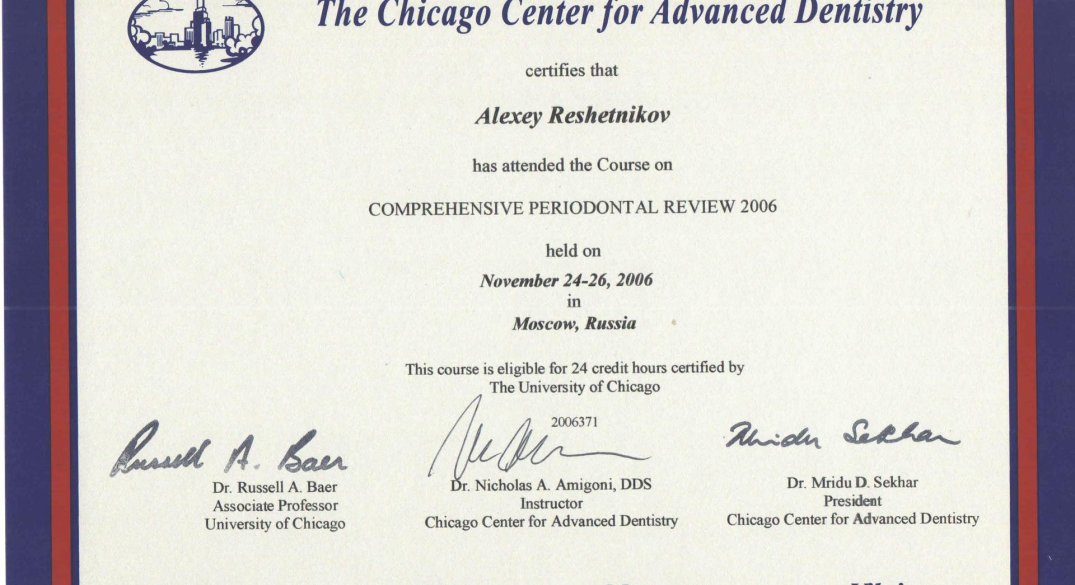 The Chicago Center for Advanced Dentistry
certifies that
Alexey Reshetnikov
has attended the Course on
COMPREHENSIVE PERIODONTAL REVIEW 2006
held on
November 24-26, 2006
in
Moscow, Russia
This course is eligible for 24 credit hours certified by
The University of Chicago
2006371
Russell A. Baer
Mridu Sekhar
Dr. Russell A. Baer
Associate Professor
University of Chicago
Dr. Nicholas A. Amigoni, DDS
Instructor
Chicago Center for Advanced Dentistry
Dr. Mridu D. Sekhar
President
Chicago Center for Advanced Dentistry